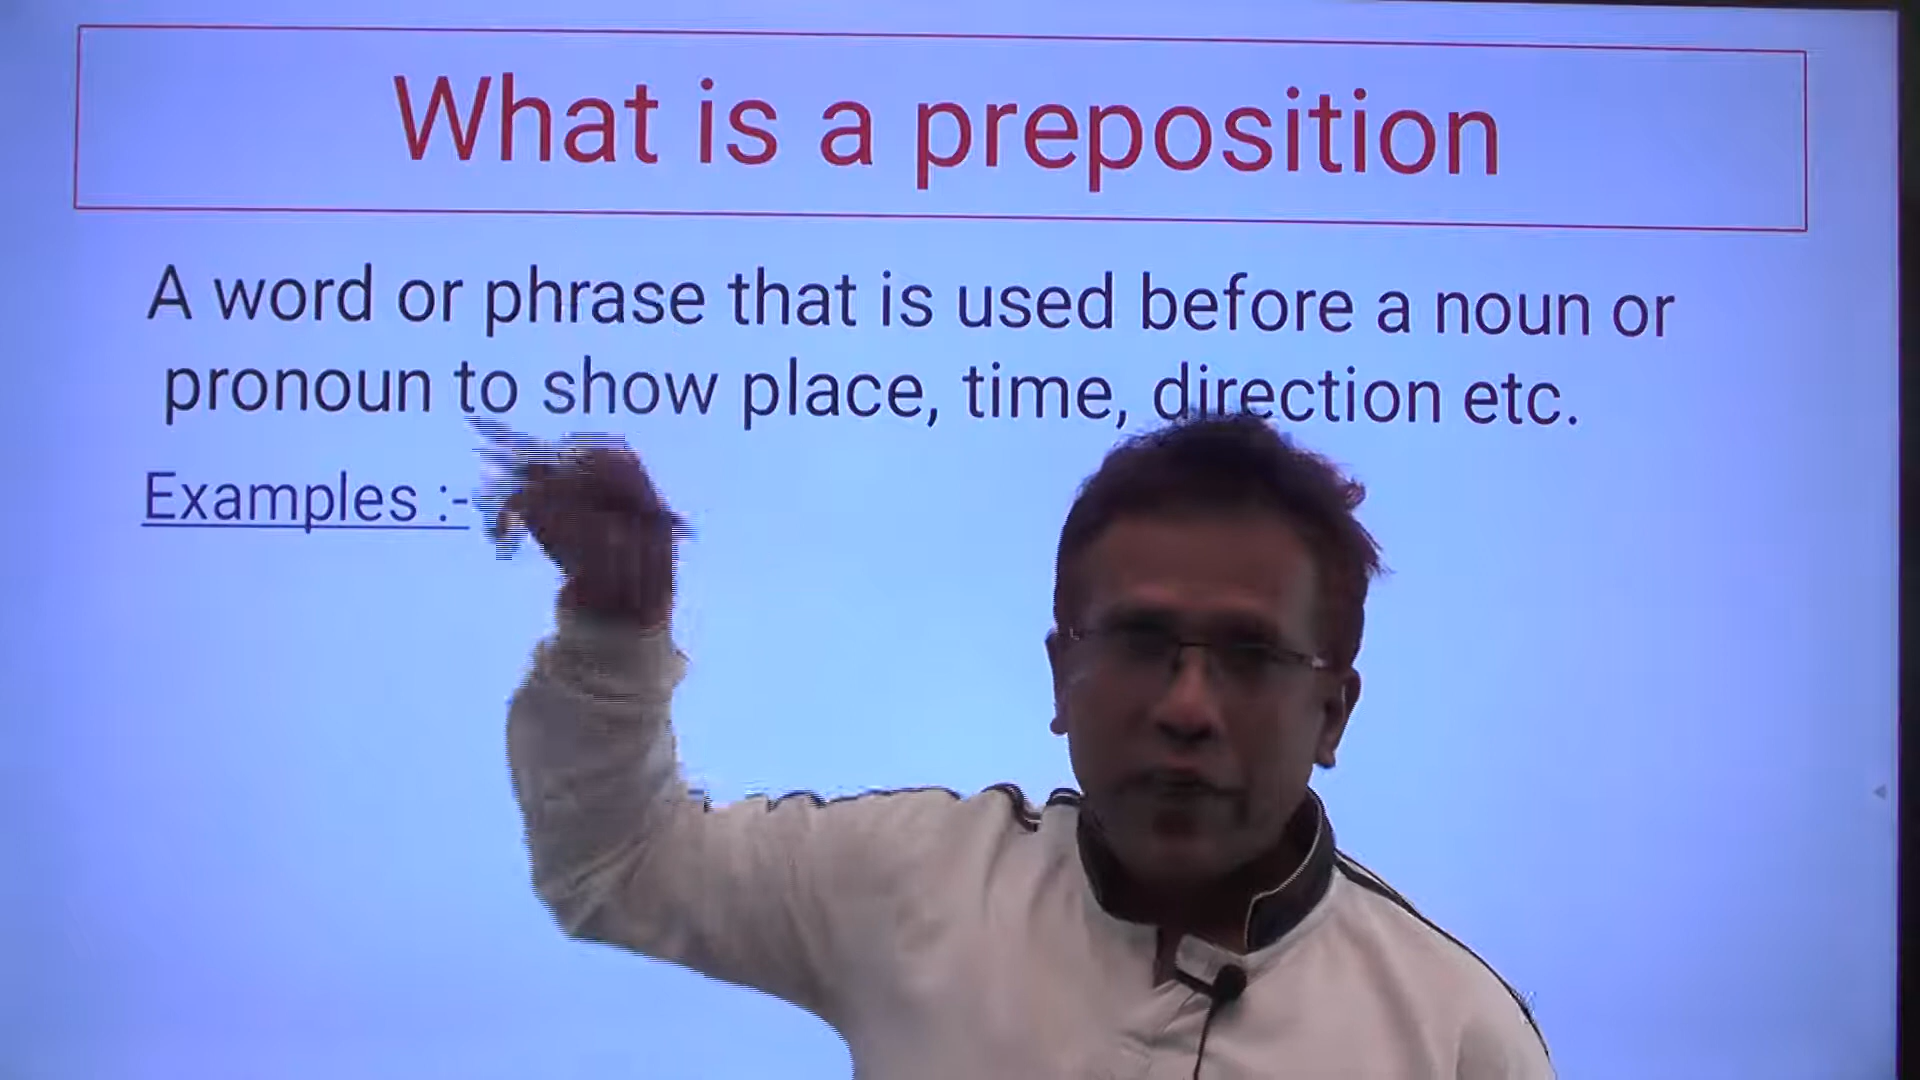 What is a preposition
A word or phrase that is used before a noun or
pronoun to show place, time, direction etc.
Examples :-